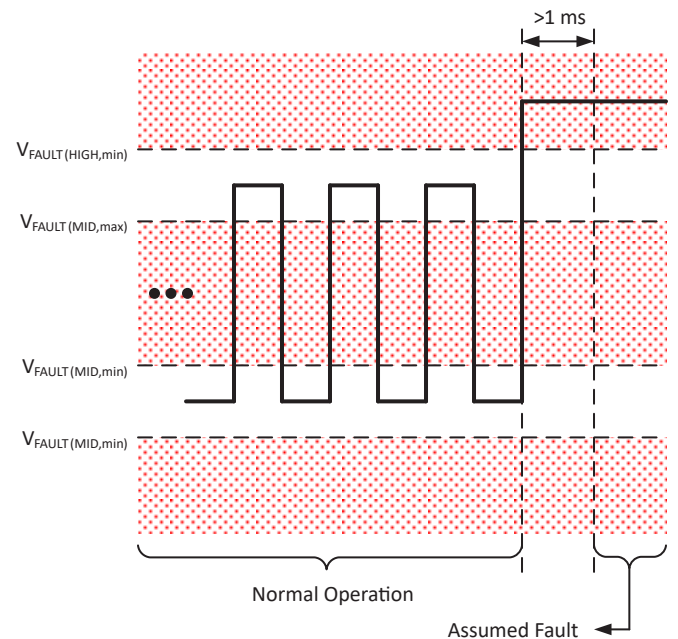 >1 ms
VFAULT(HIGH,min)
VFAULT(MID,max)
VFAULT(MID,min)
VFAULT(MID,min)
Normal Operation
Assumed Fault